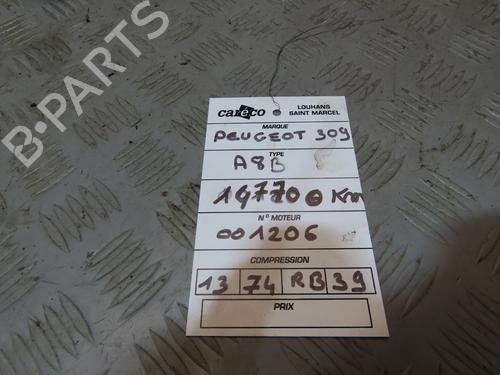 B-PARTS
careco
LOUHANS
SAINT MARCEL
MARQUE
PEUGEOT 309
TYPE
A8B
147700 Km
N° MOTEUR
001206
COMPRESSION
13 74 RB 39
PRIX